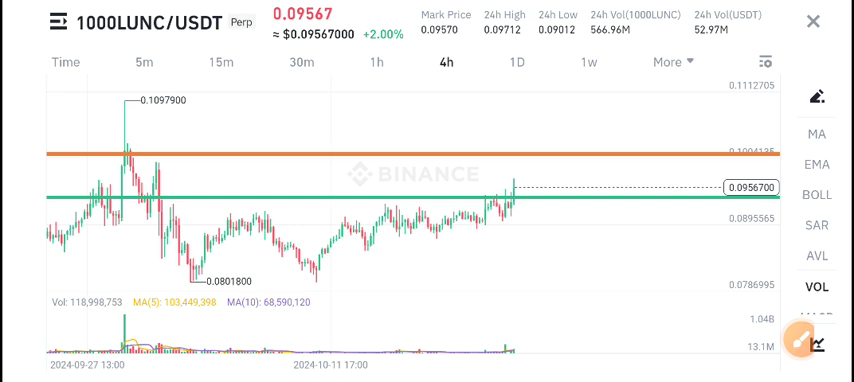 1000LUNC/USDT Perp
0.09567
≈ $0.09567000 +2.00%
Mark Price
0.09570
24h High
0.09712
24h Low
0.09012
24h Vol(1000LUNC)
566.96M
24h Vol(USDT)
52.97M
Time 5m 15m 30m 1h 4h 1D 1w More
0.1112705
0.1097900
0.1004135
BINANCE
0.0956700
0.0895565
0.0801800
0.0786995
Vol: 118,998,753 MA(5): 103,449,398 MA(10): 68,590,120
1.04B
13.1M
2024-09-27 13:00 2024-10-11 17:00
MA
EMA
BOLL
SAR
AVL
VOL